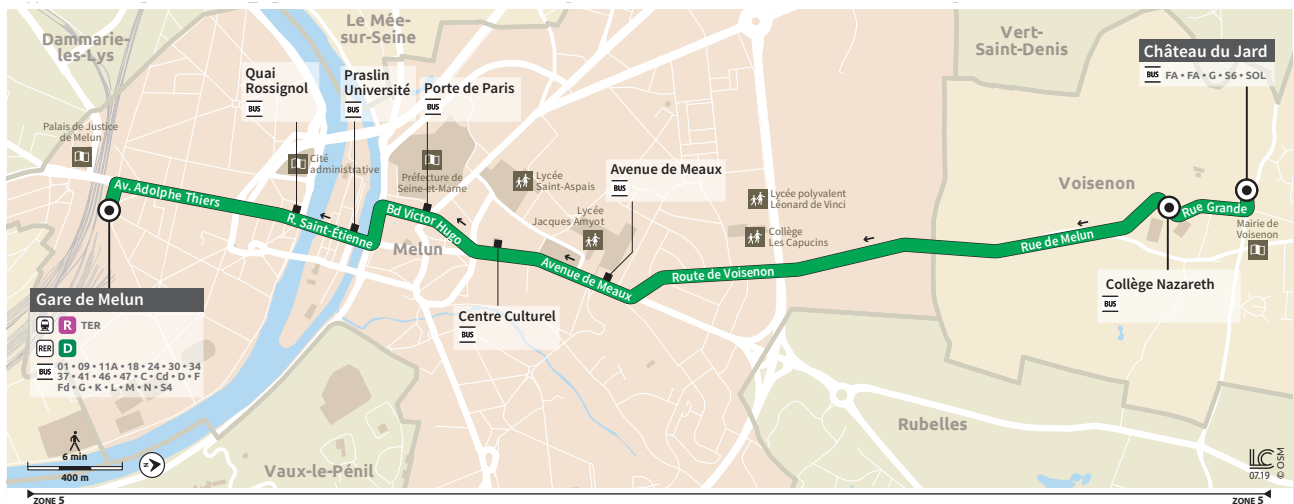 Dammarie-
les-Lys
Le Mée-
sur-Seine
Vert-
Saint-Denis
Château du Jard
BUS FA • FA • G • S6 • SOL
Quai
Rossignol
BUS
Praslin
Université
BUS
Porte de Paris
BUS
Palais de Justice
de Melun
Cité
administrative
Préfecture de
Seine-et-Marne
Lycée
Saint-Aspais
Avenue de Meaux
BUS
Lycée polyvalent
Léonard de Vinci
Voisenon
Av. Adolphe Thiers
R. Saint-Étienne
Bd Victor Hugo
Lycée
Jacques Amyot
Collège
Les Capucins
Rue Grande
Mairie de
Voisenon
Melun
Avenue de Meaux
Route de Voisenon
Rue de Melun
Gare de Melun
R TER
RER D
BUS 01 • 09 • 11A • 18 • 24 • 30 • 34
37 • 41 • 46 • 47 • C • Cd • D • F
Fd • G • K • L • M • N • S4
Centre Culturel
BUS
Collège Nazareth
BUS
Rubelles
Vaux-le-Pénil
6 min
400 m
N
LC
07.19 © OSM
ZONE 5
ZONE 5